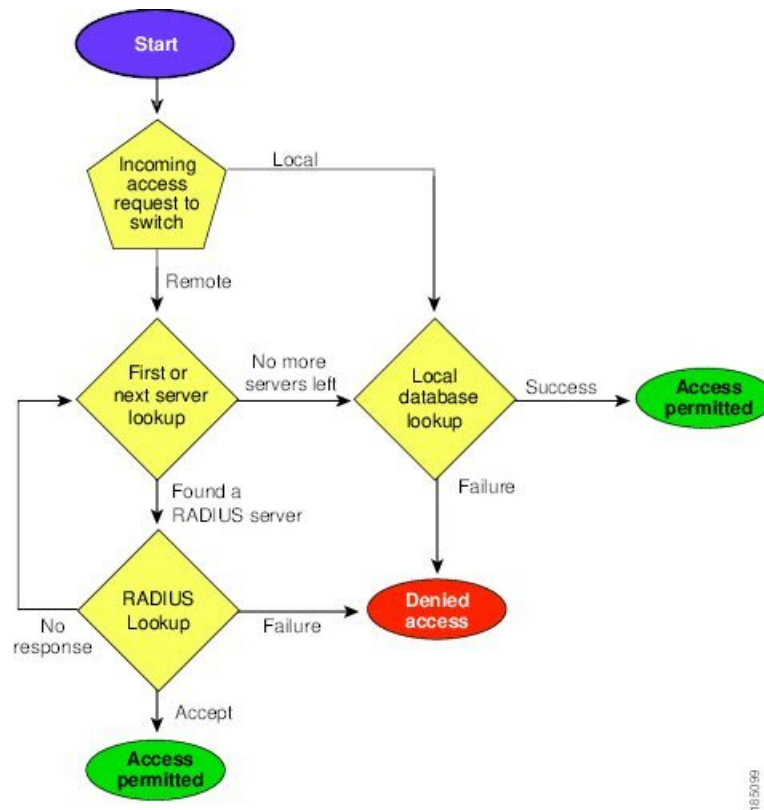 Start
Incoming
access
request to
switch
Local
Remote
First or
next server
lookup
No more
servers left
Local
database
lookup
Success
Access
permitted
Found a
RADIUS server
Failure
RADIUS
Lookup
No
response
Failure
Denied
access
Accept
Access
permitted
185099